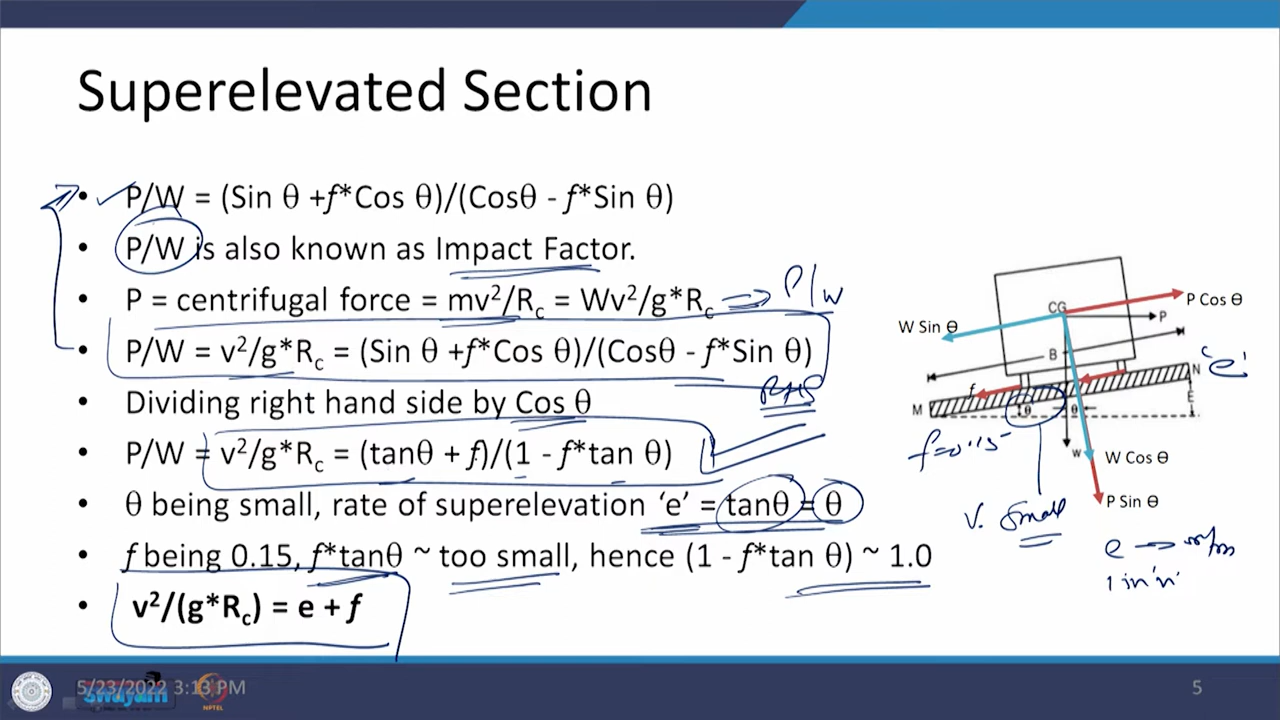 Superelevated Section
• P/W = (Sin θ +f*Cos θ)/(Cosθ - f*Sin θ)
• P/W is also known as Impact Factor.
• P = centrifugal force = mv²/Rc = Wv²/g*Rc → P/W
• P/W = v²/g*Rc = (Sin θ +f*Cos θ)/(Cosθ - f*Sin θ)
RHS
• Dividing right hand side by Cos θ
• P/W = v²/g*Rc = (tanθ + f)/(1 - f*tan θ)
• θ being small, rate of superelevation 'e' = tanθ = θ
• f being 0.15, f*tanθ ~ too small, hence (1 - f*tan θ) ~ 1.0
• v²/(g*Rc) = e + f
P Cos θ
CG
P
W Sin θ
B
N
'e'
f
E
M
θ
θ
f=0.15
W
W Cos θ
P Sin θ
V. Small
e → m/m
1 in 'n'
5/23/2022 3:13 PM
swayam
NPTEL
5